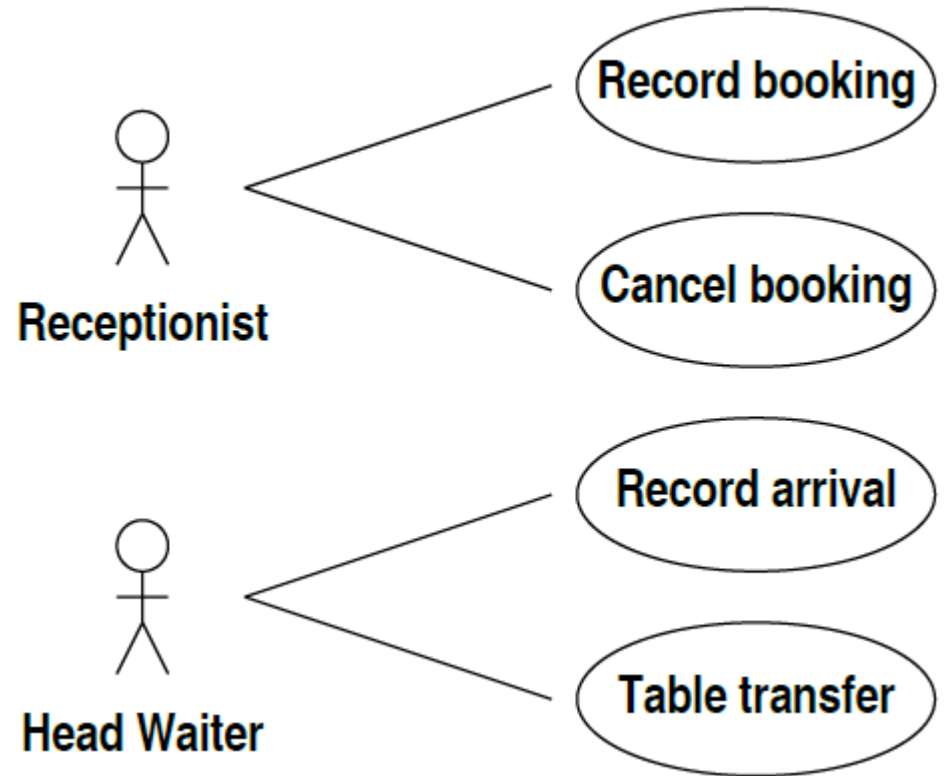 Record booking
Cancel booking
Receptionist
Record arrival
Table transfer
Head Waiter